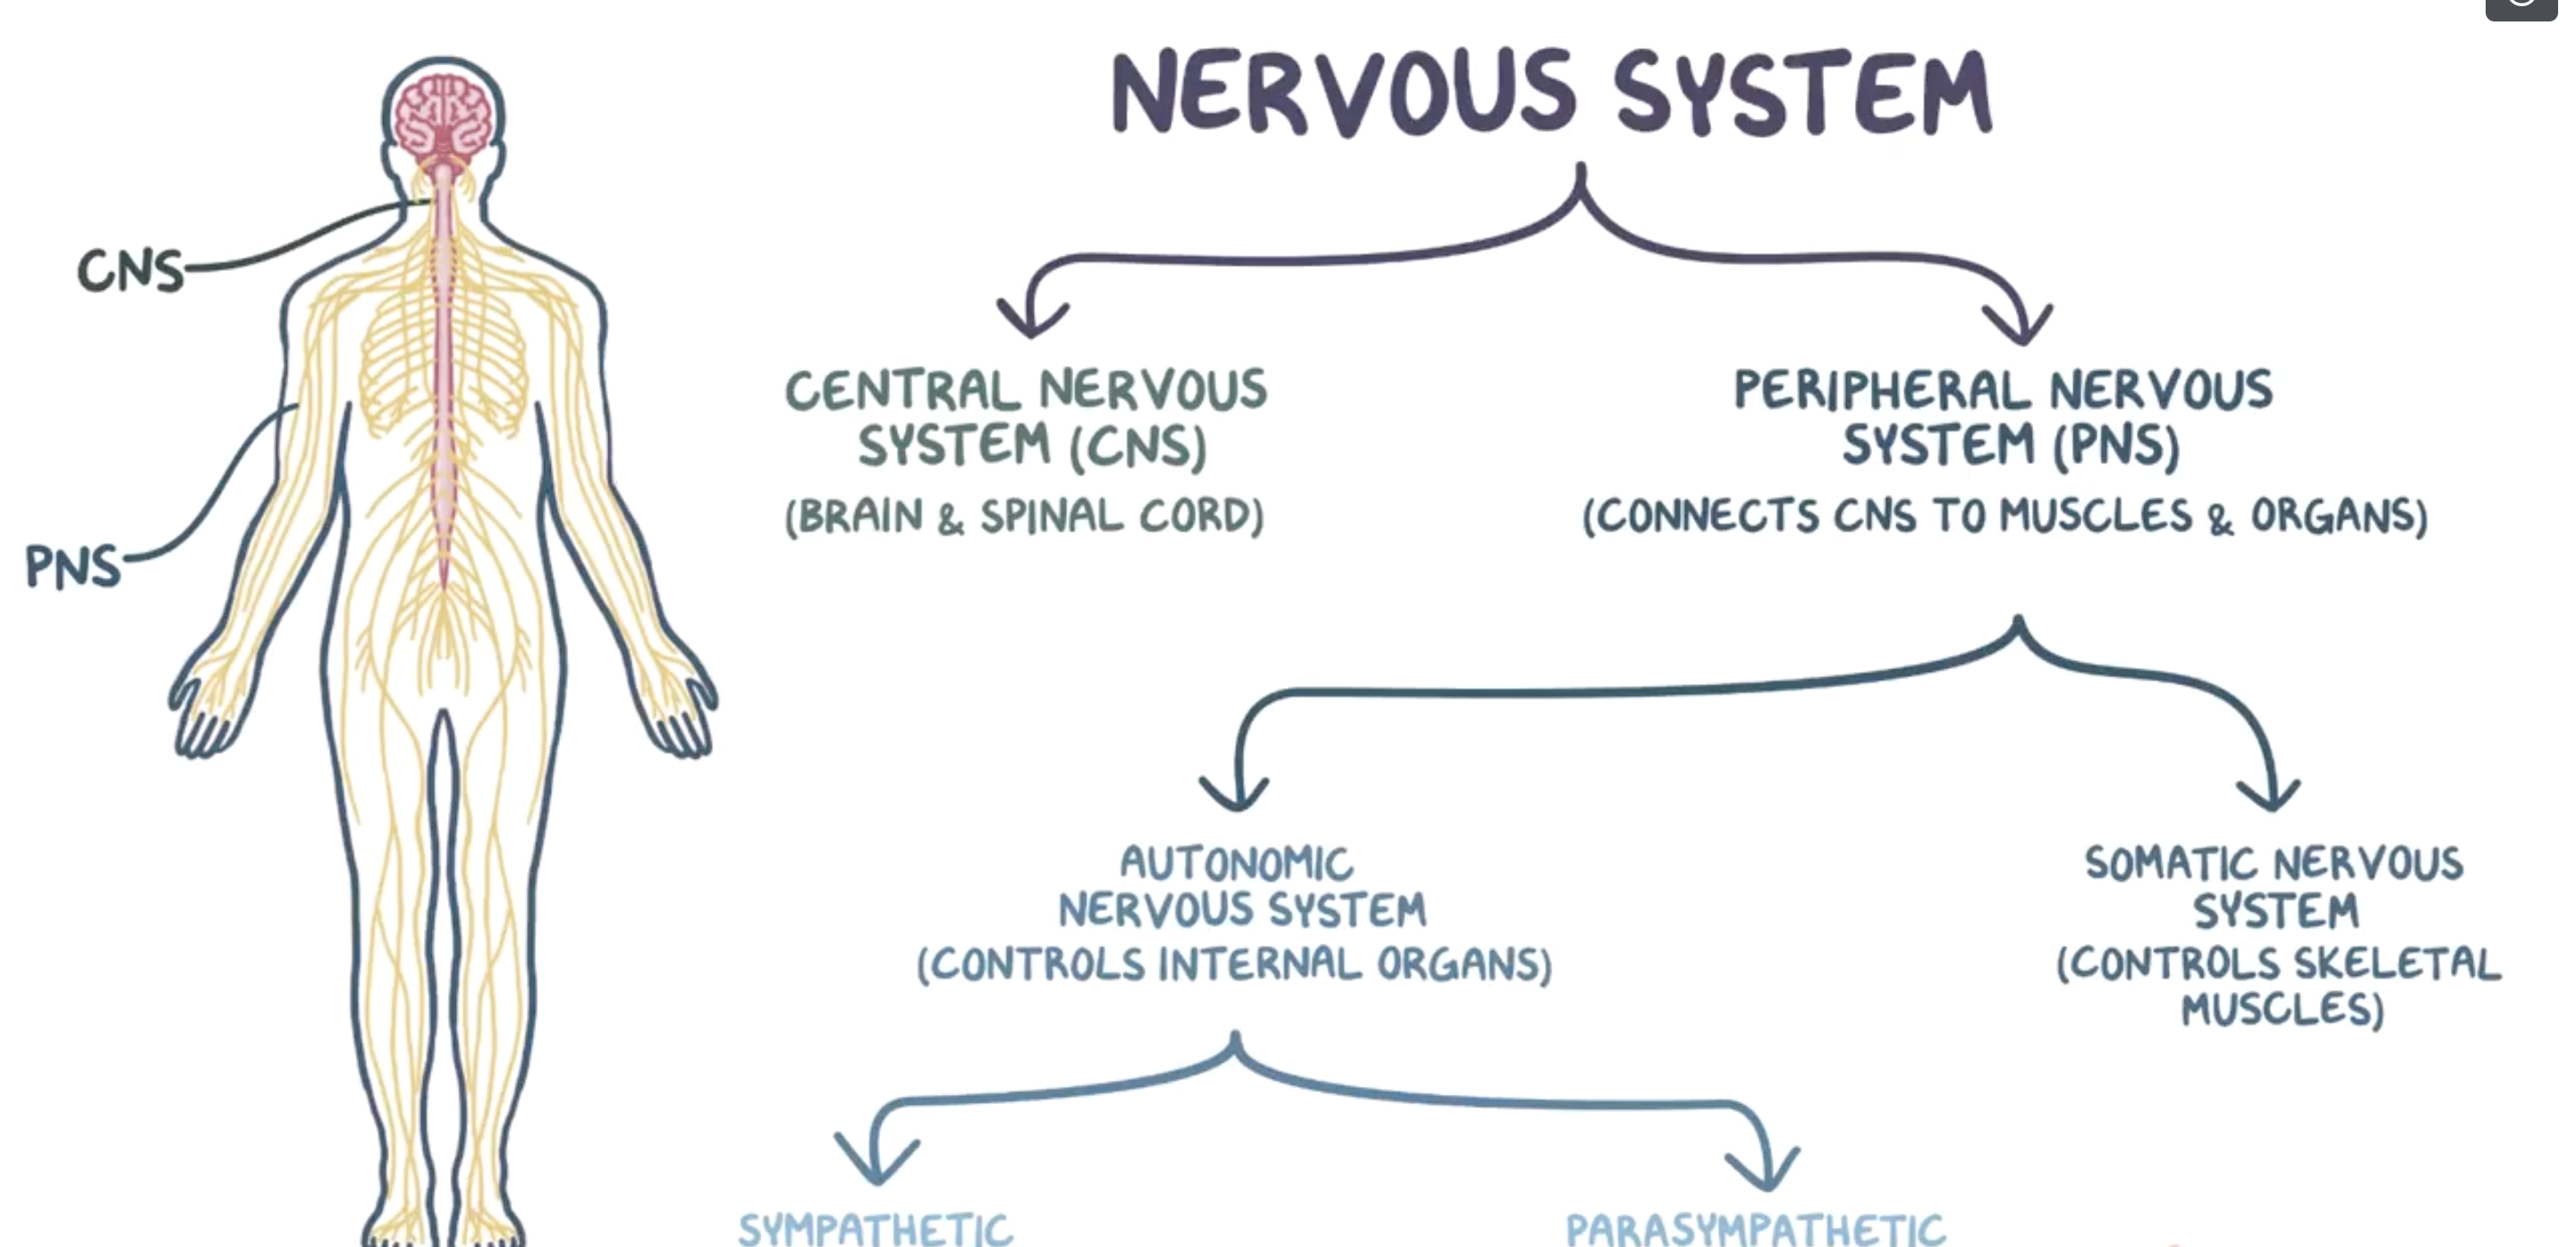 NERVOUS SYSTEM
CNS
PNS
CENTRAL NERVOUS
SYSTEM (CNS)
(BRAIN & SPINAL CORD)
PERIPHERAL NERVOUS
SYSTEM (PNS)
(CONNECTS CNS TO MUSCLES & ORGANS)
AUTONOMIC
NERVOUS SYSTEM
(CONTROLS INTERNAL ORGANS)
SOMATIC NERVOUS
SYSTEM
(CONTROLS SKELETAL
MUSCLES)
SYMPATHETIC
PARASYMPATHETIC